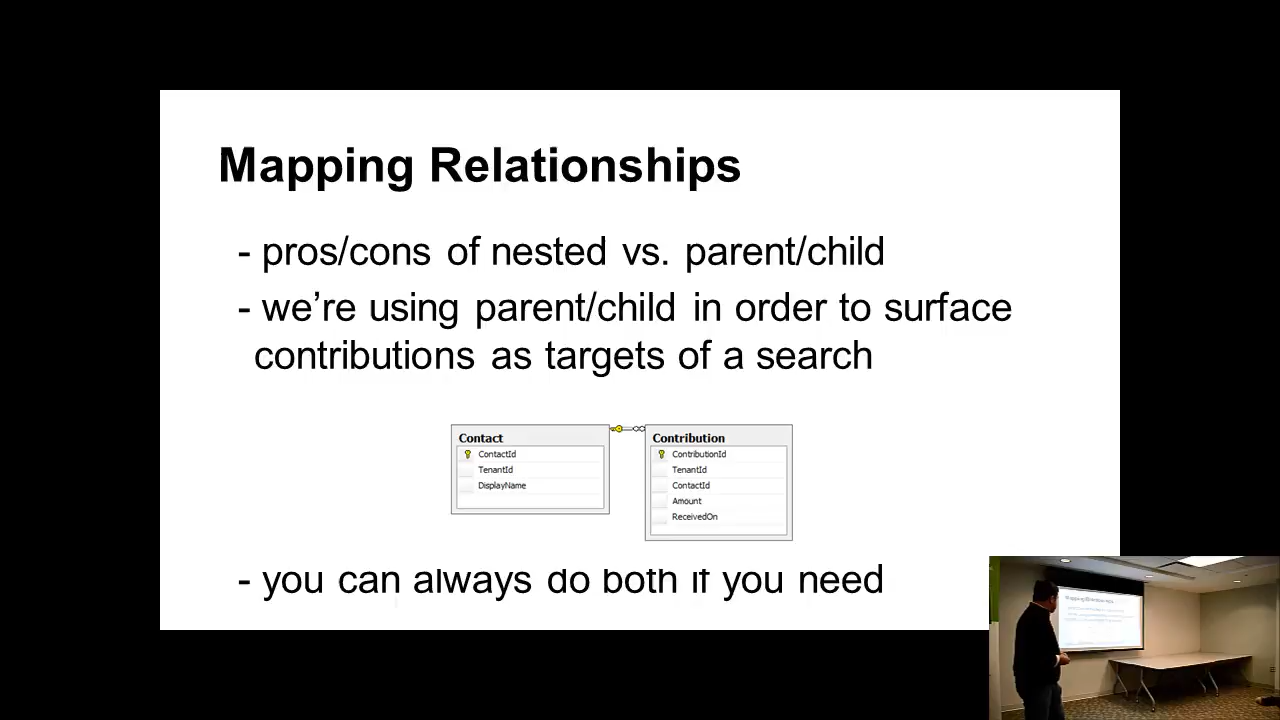 Mapping Relationships
- pros/cons of nested vs. parent/child
- we’re using parent/child in order to surface
contributions as targets of a search
Contact
ContactId
TenantId
DisplayName
Contribution
ContributionId
TenantId
ContactId
Amount
ReceivedOn
- you can always do both if you need